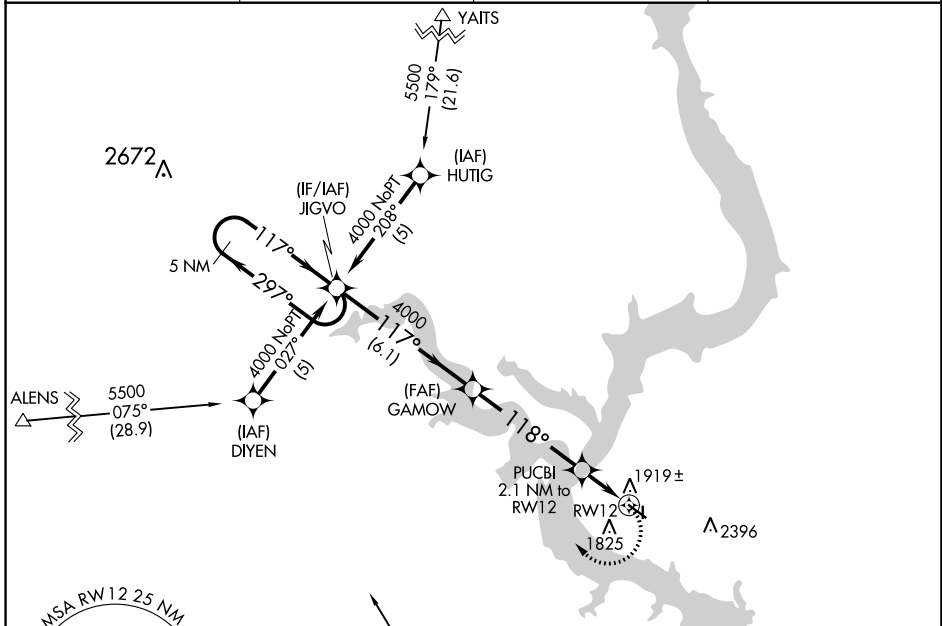 YAITS
5500
179°
(21.6)
2672
(IAF)
HUTIG
(IF/IAF)
JIGVO
4000 NoPT
208°
(5)
117°
5 NM
297°
4000
117°
(6.1)
4000 NoPT
027°
(5)
ALENS
5500
075°
(28.9)
(IAF)
DIYEN
(FAF)
GAMOW
118°
PUCBI
2.1 NM to
RW12
1919±
RW12
1825
2396
MSA RW12 25 NM